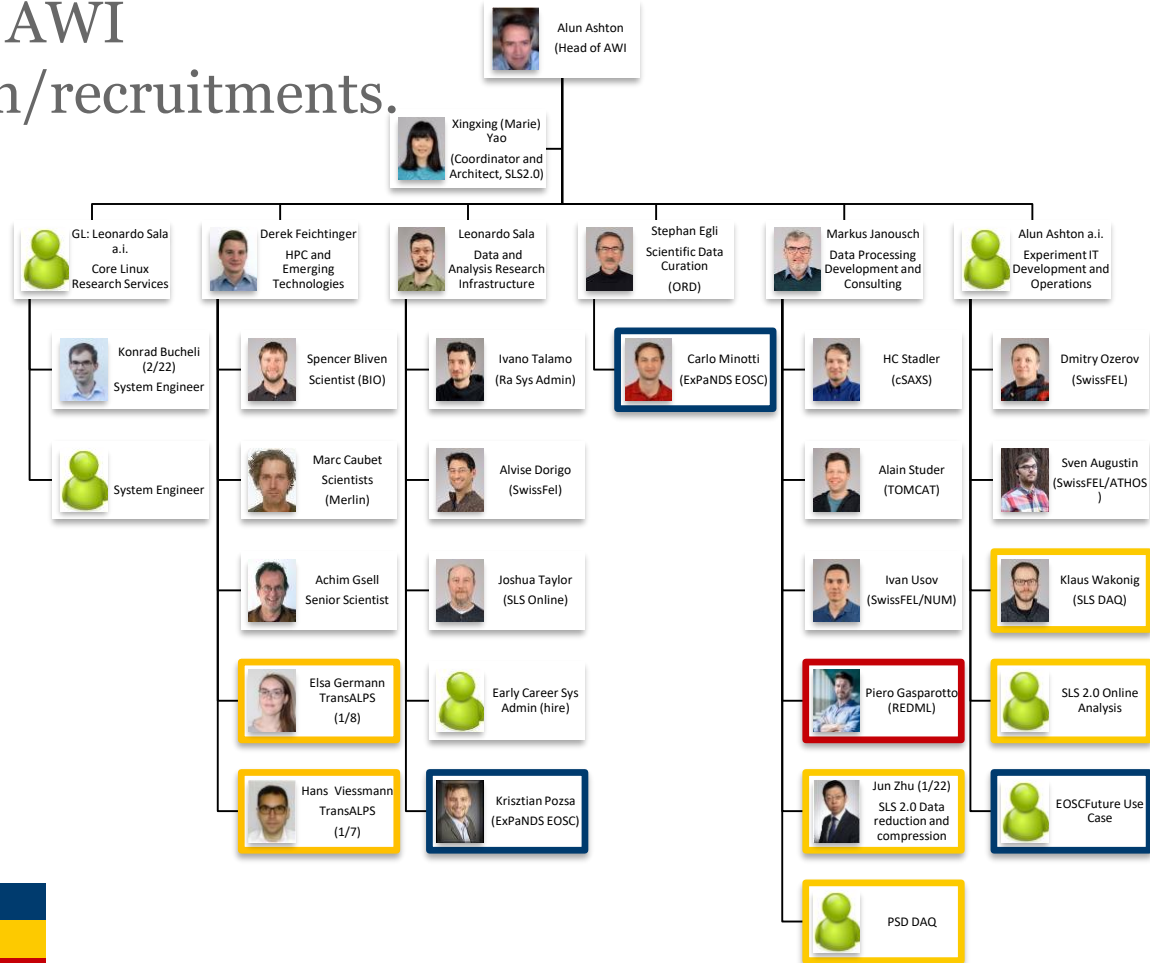 AWI
n/recruitments.
Alun Ashton
(Head of AWI
Xingxing (Marie)
Yao
(Coordinator and
Architect, SLS2.0)
GL: Leonardo Sala
a.i.
Core Linux
Research Services
Derek Feichtinger
HPC and
Emerging
Technologies
Leonardo Sala
Data and
Analysis Research
Infrastructure
Stephan Egli
Scientific Data
Curation
(ORD)
Markus Janousch
Data Processing
Development and
Consulting
Alun Ashton a.i.
Experiment IT
Development and
Operations
Konrad Bucheli
(2/22)
System Engineer
System Engineer
Spencer Bliven
Scientist (BIO)
Marc Caubet
Scientists
(Merlin)
Achim Gsell
Senior Scientist
Elsa Germann
TransALPS
(1/8)
Hans Viessmann
TransALPS
(1/7)
Ivano Talamo
(Ra Sys Admin)
Alvise Dorigo
(SwissFel)
Joshua Taylor
(SLS Online)
Early Career Sys
Admin (hire)
Krisztian Pozsa
(ExPaNDS EOSC)
Carlo Minotti
(ExPaNDS EOSC)
HC Stadler
(cSAXS)
Alain Studer
(TOMCAT)
Ivan Usov
(SwissFEL/NUM)
Piero Gasparotto
(REDML)
Jun Zhu (1/22)
SLS 2.0 Data
reduction and
compression
PSD DAQ
Dmitry Ozerov
(SwissFEL)
Sven Augustin
(SwissFEL/ATHOS
)
Klaus Wakonig
(SLS DAQ)
SLS 2.0 Online
Analysis
EOSCFuture Use
Case